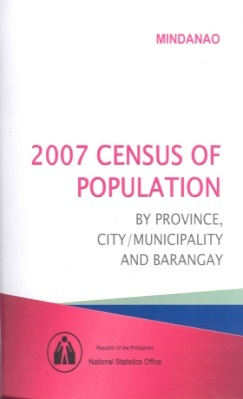 MINDANAO
2007 CENSUS OF
POPULATION
BY PROVINCE,
CITY/MUNICIPALITY
AND BARANGAY
Republic of the Philippines
National Statistics Office